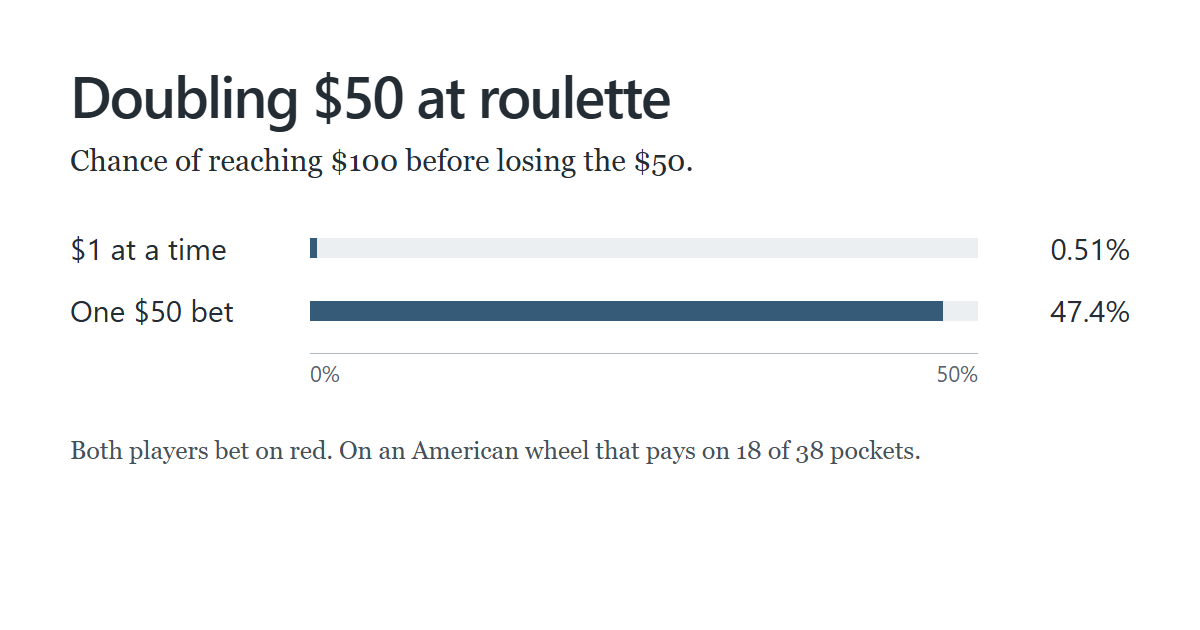 Doubling $50 at roulette
Chance of reaching $100 before losing the $50.
$1 at a time 0.51%
One $50 bet 47.4%
0% 50%
Both players bet on red. On an American wheel that pays on 18 of 38 pockets.